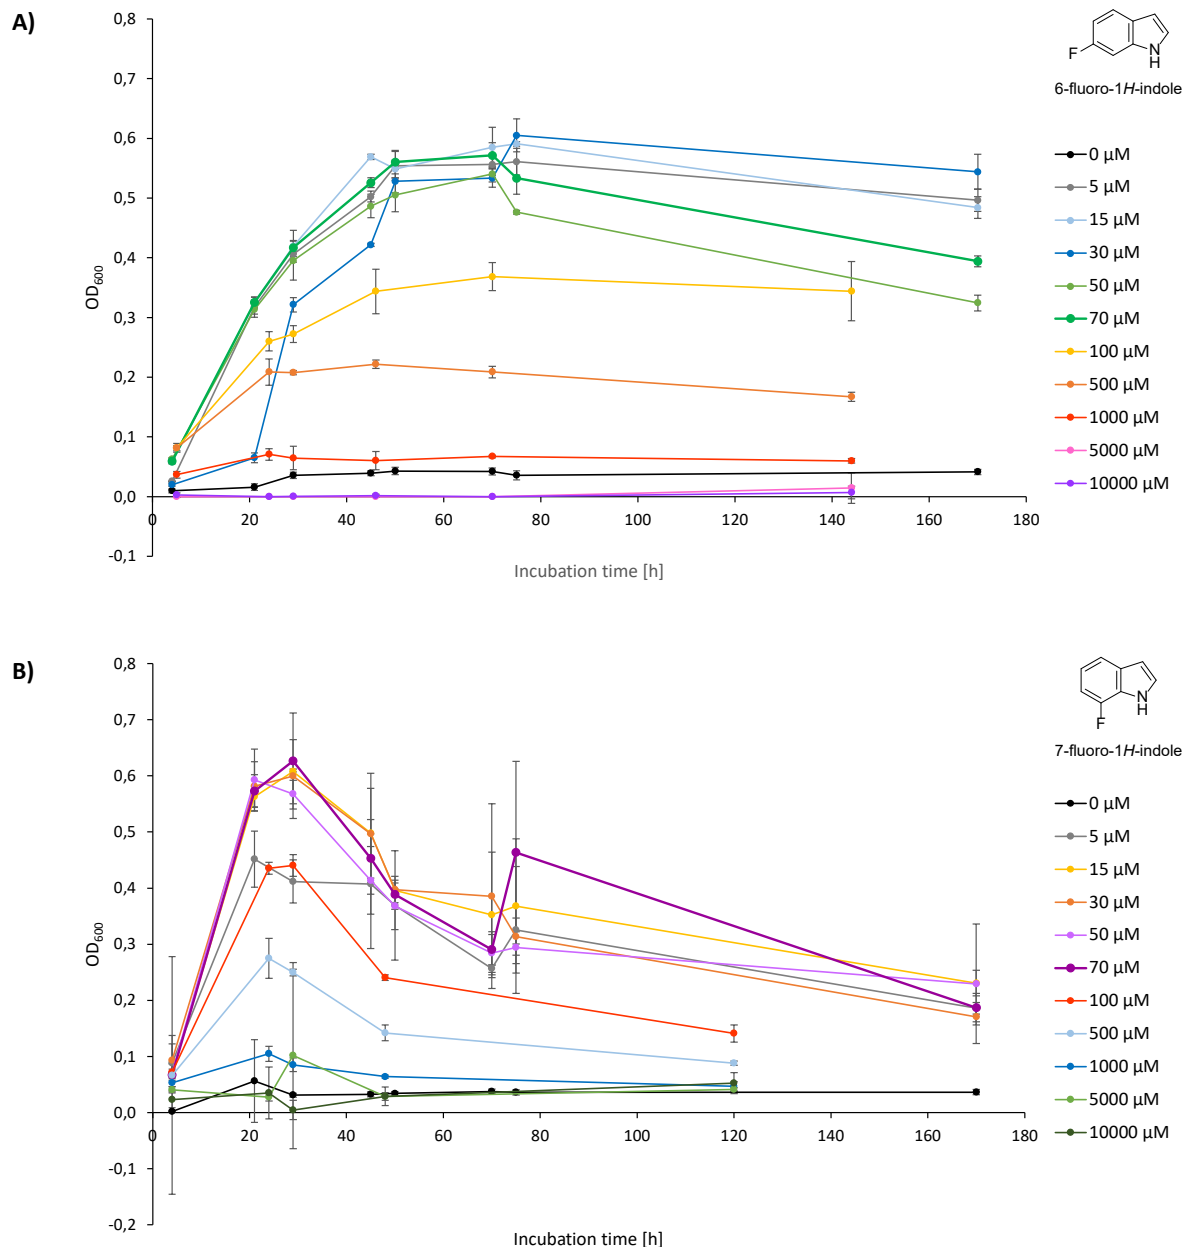 A)
0,8
0,7
0,6
0,5
0,4
0,3
0,2
0,1
0,0
-0,1
OD600
0 20 40 60 80 100 120 140 160 180
Incubation time [h]
F
N
H
6-fluoro-1H-indole
0 µM
5 µM
15 µM
30 µM
50 µM
70 µM
100 µM
500 µM
1000 µM
5000 µM
10000 µM
B)
0,8
0,7
0,6
0,5
0,4
0,3
0,2
0,1
0,0
-0,1
-0,2
OD600
0 20 40 60 80 100 120 140 160 180
Incubation time [h]
N
H
F
7-fluoro-1H-indole
0 µM
5 µM
15 µM
30 µM
50 µM
70 µM
100 µM
500 µM
1000 µM
5000 µM
10000 µM